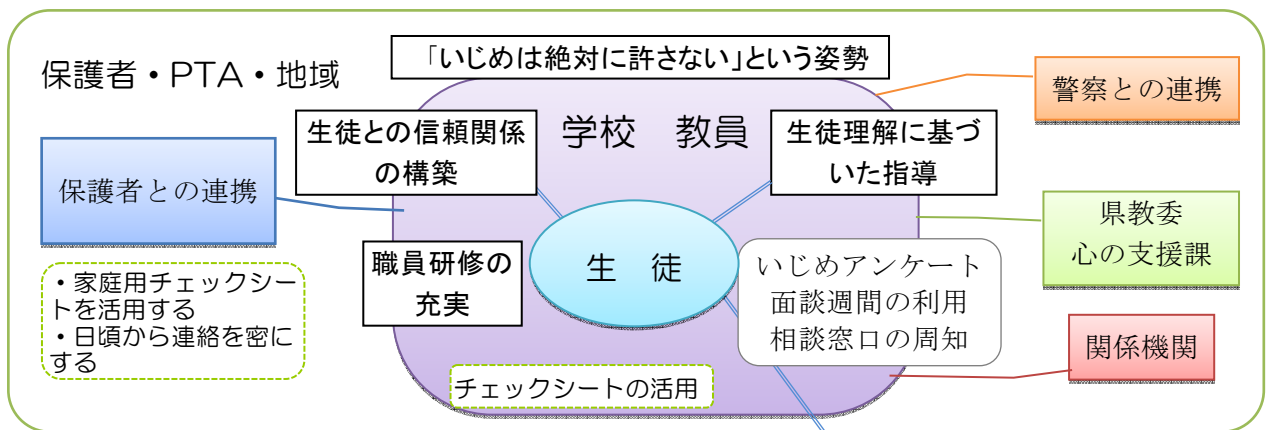 「いじめは絶対に許さない」という姿勢
保護者・PTA・地域
警察との連携
学校　教員
生徒との信頼関係
の構築
生徒理解に基づ
いた指導
保護者との連携
県教委
心の支援課
生　徒
職員研修の
充実
いじめアンケート
面談週間の利用
相談窓口の周知
・家庭用チェックシー
トを活用する
・日頃から連絡を密に
する
関係機関
チェックシートの活用